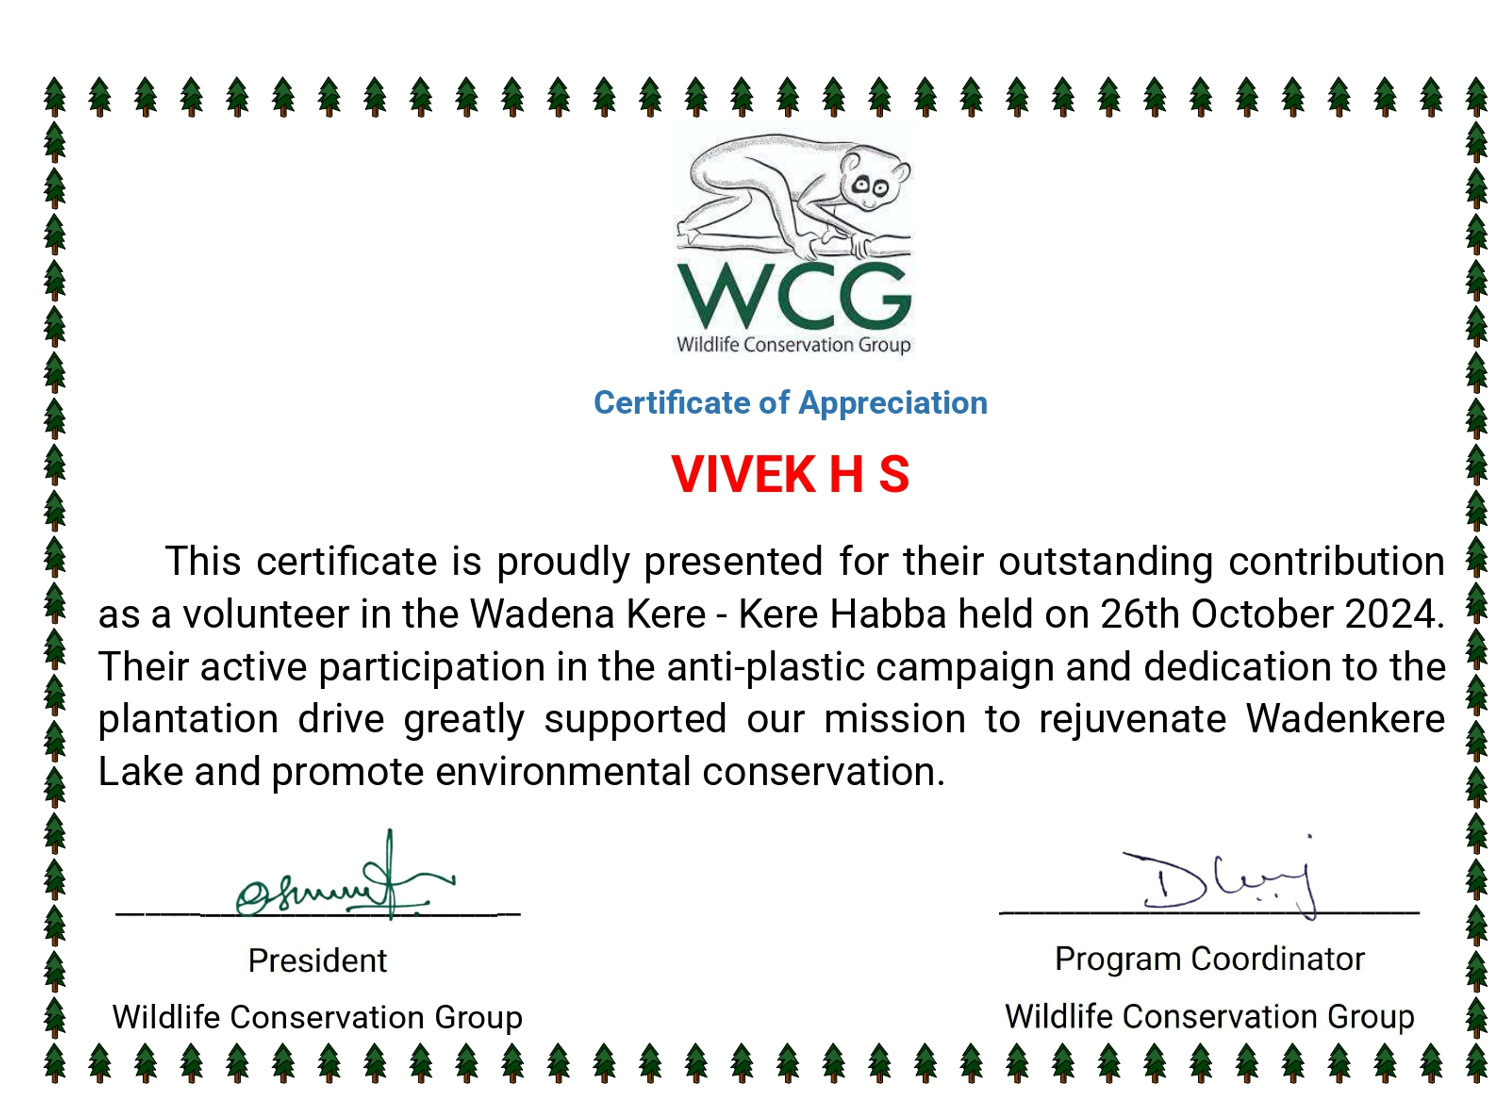 WCG
Wildlife Conservation Group
Certificate of Appreciation
VIVEK H S
This certificate is proudly presented for their outstanding contribution
as a volunteer in the Wadena Kere - Kere Habba held on 26th October 2024.
Their active participation in the anti-plastic campaign and dedication to the
plantation drive greatly supported our mission to rejuvenate Wadenkere
Lake and promote environmental conservation.
President
Program Coordinator
Wildlife Conservation Group
Wildlife Conservation Group